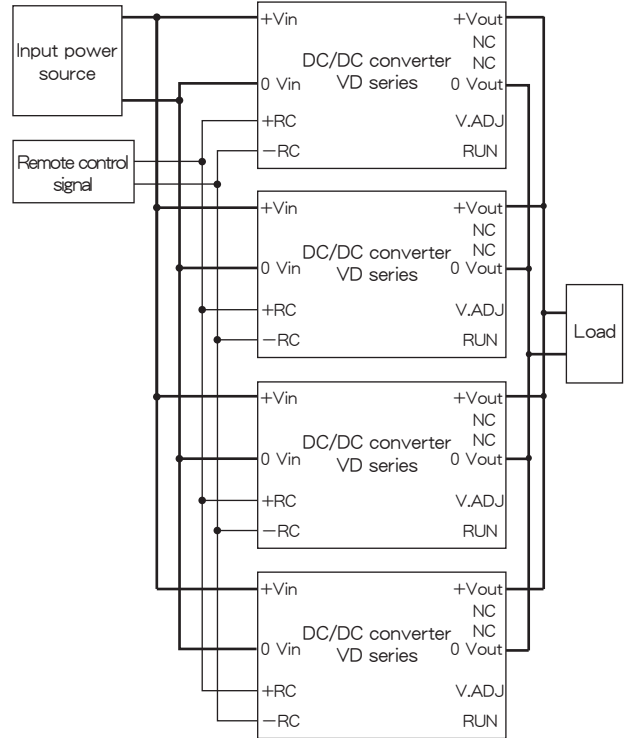 Input power
source
Remote control
signal
+Vin
0 Vin
+RC
−RC
DC/DC converter
VD series
+Vout
NC
NC
0 Vout
V.ADJ
RUN
+Vin
0 Vin
+RC
−RC
DC/DC converter
VD series
+Vout
NC
NC
0 Vout
V.ADJ
RUN
Load
+Vin
0 Vin
+RC
−RC
DC/DC converter
VD series
+Vout
NC
NC
0 Vout
V.ADJ
RUN
+Vin
0 Vin
+RC
−RC
DC/DC converter
VD series
+Vout
NC
NC
0 Vout
V.ADJ
RUN